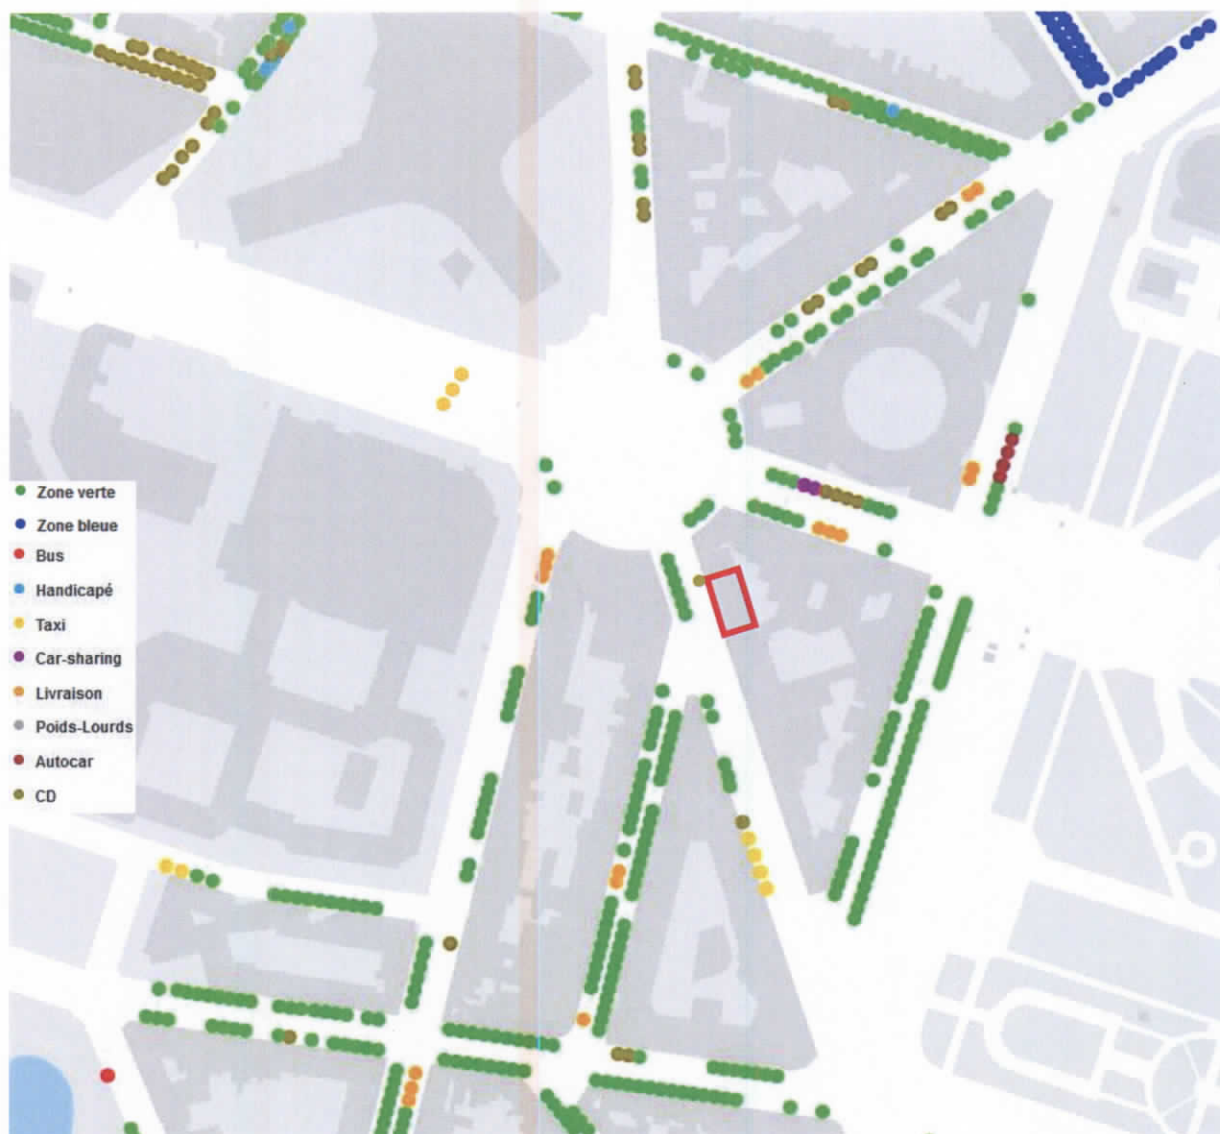 Zone verte
Zone bleue
Bus
Handicapé
Taxi
Car-sharing
Livraison
Poids-Lourds
Autocar
CD